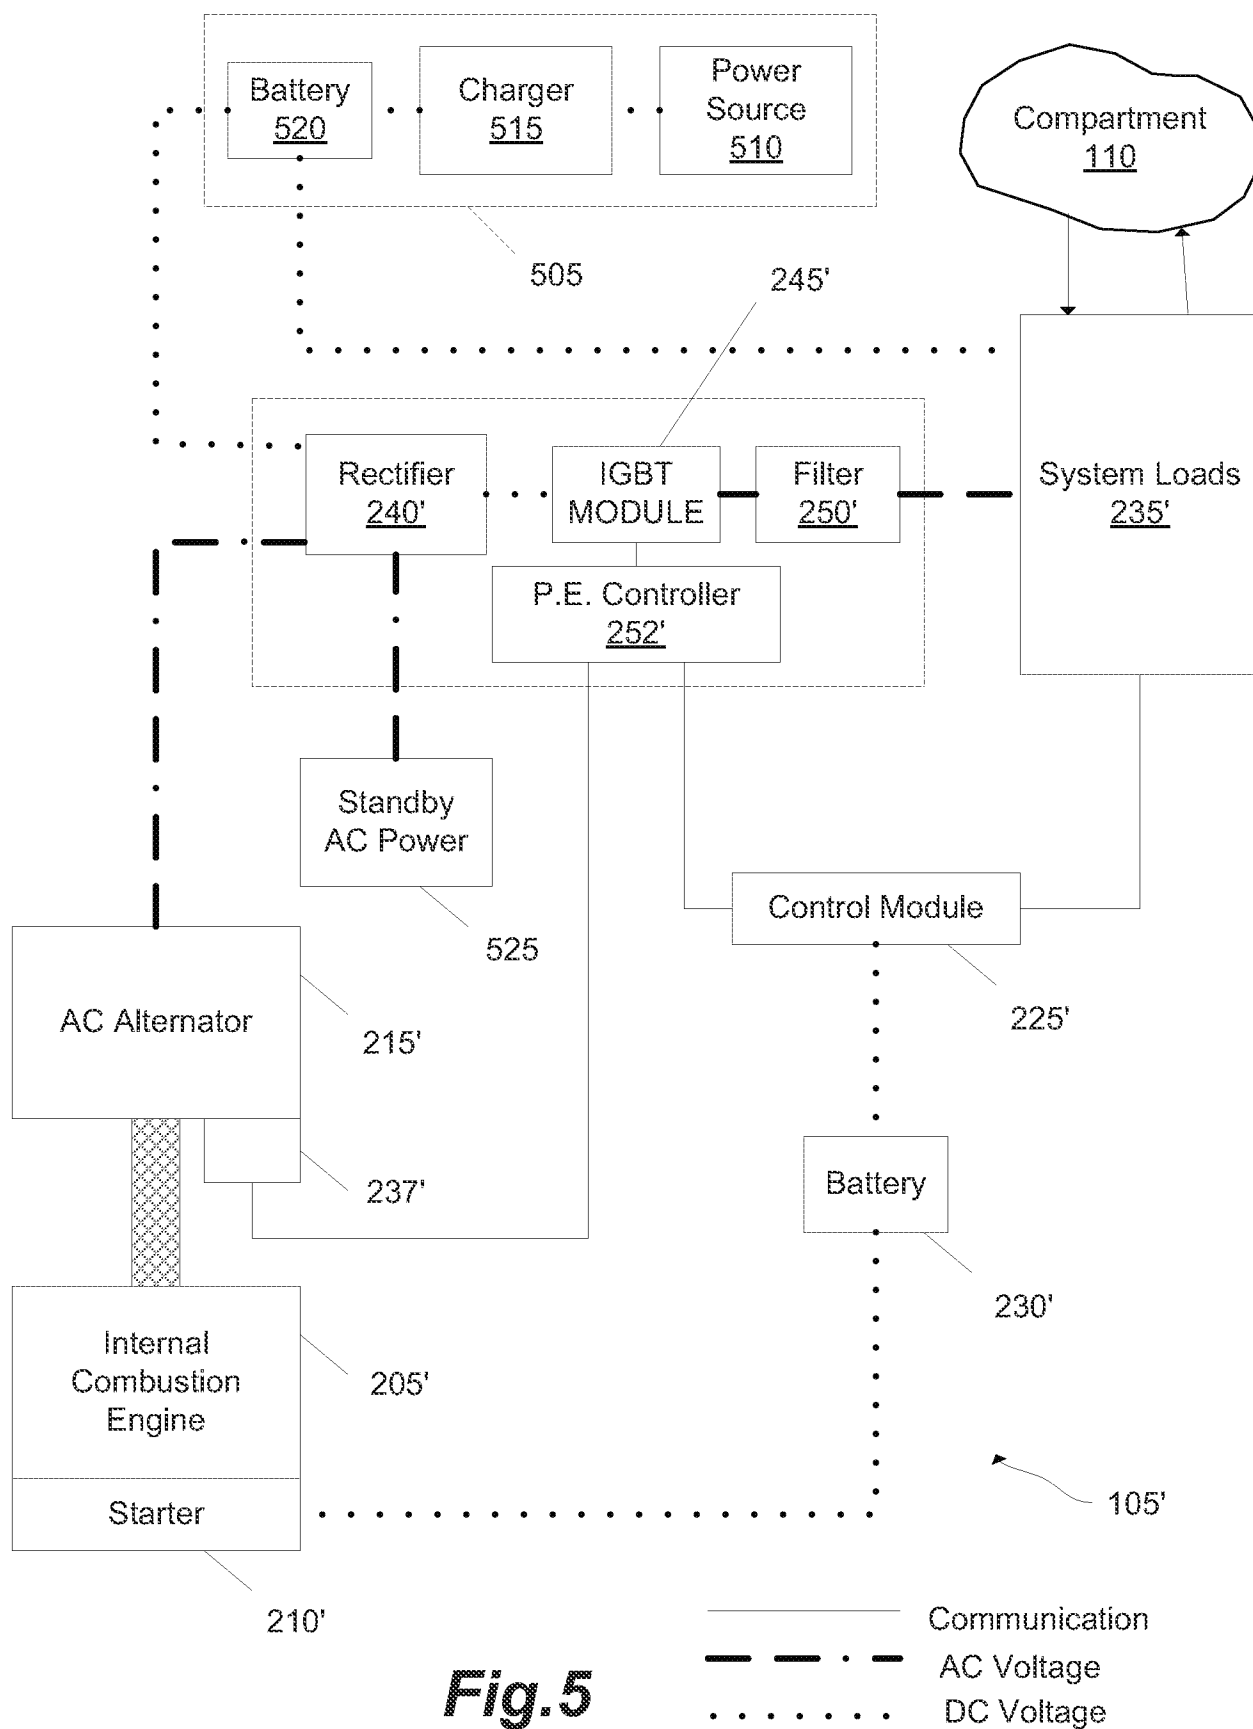 Battery
520
Charger
515
Power
Source
510
Compartment
110
505
245'
Rectifier
240'
IGBT
MODULE
Filter
250'
System Loads
235'
P.E. Controller
252'
Standby
AC Power
525
Control Module
225'
AC Alternator
215'
237'
Battery
230'
Internal
Combustion
Engine
205'
Starter
210'
105'
Communication
AC Voltage
DC Voltage
Fig.5